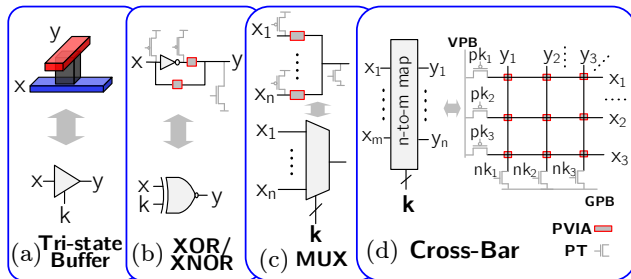 y
x
x
y
k
(a) Tri-state
Buffer
x
y
x
k
y
(b) XOR/
XNOR
x1
xn
y
x1
xn
k
(c) MUX
x1
xm
n-to-m map
y1
yn
k
VPB
y1
y2
y3
pk1
x1
pk2
x2
pk3
x3
nk1
nk2
nk3
GPB
PVIA
PT
(d) Cross-Bar